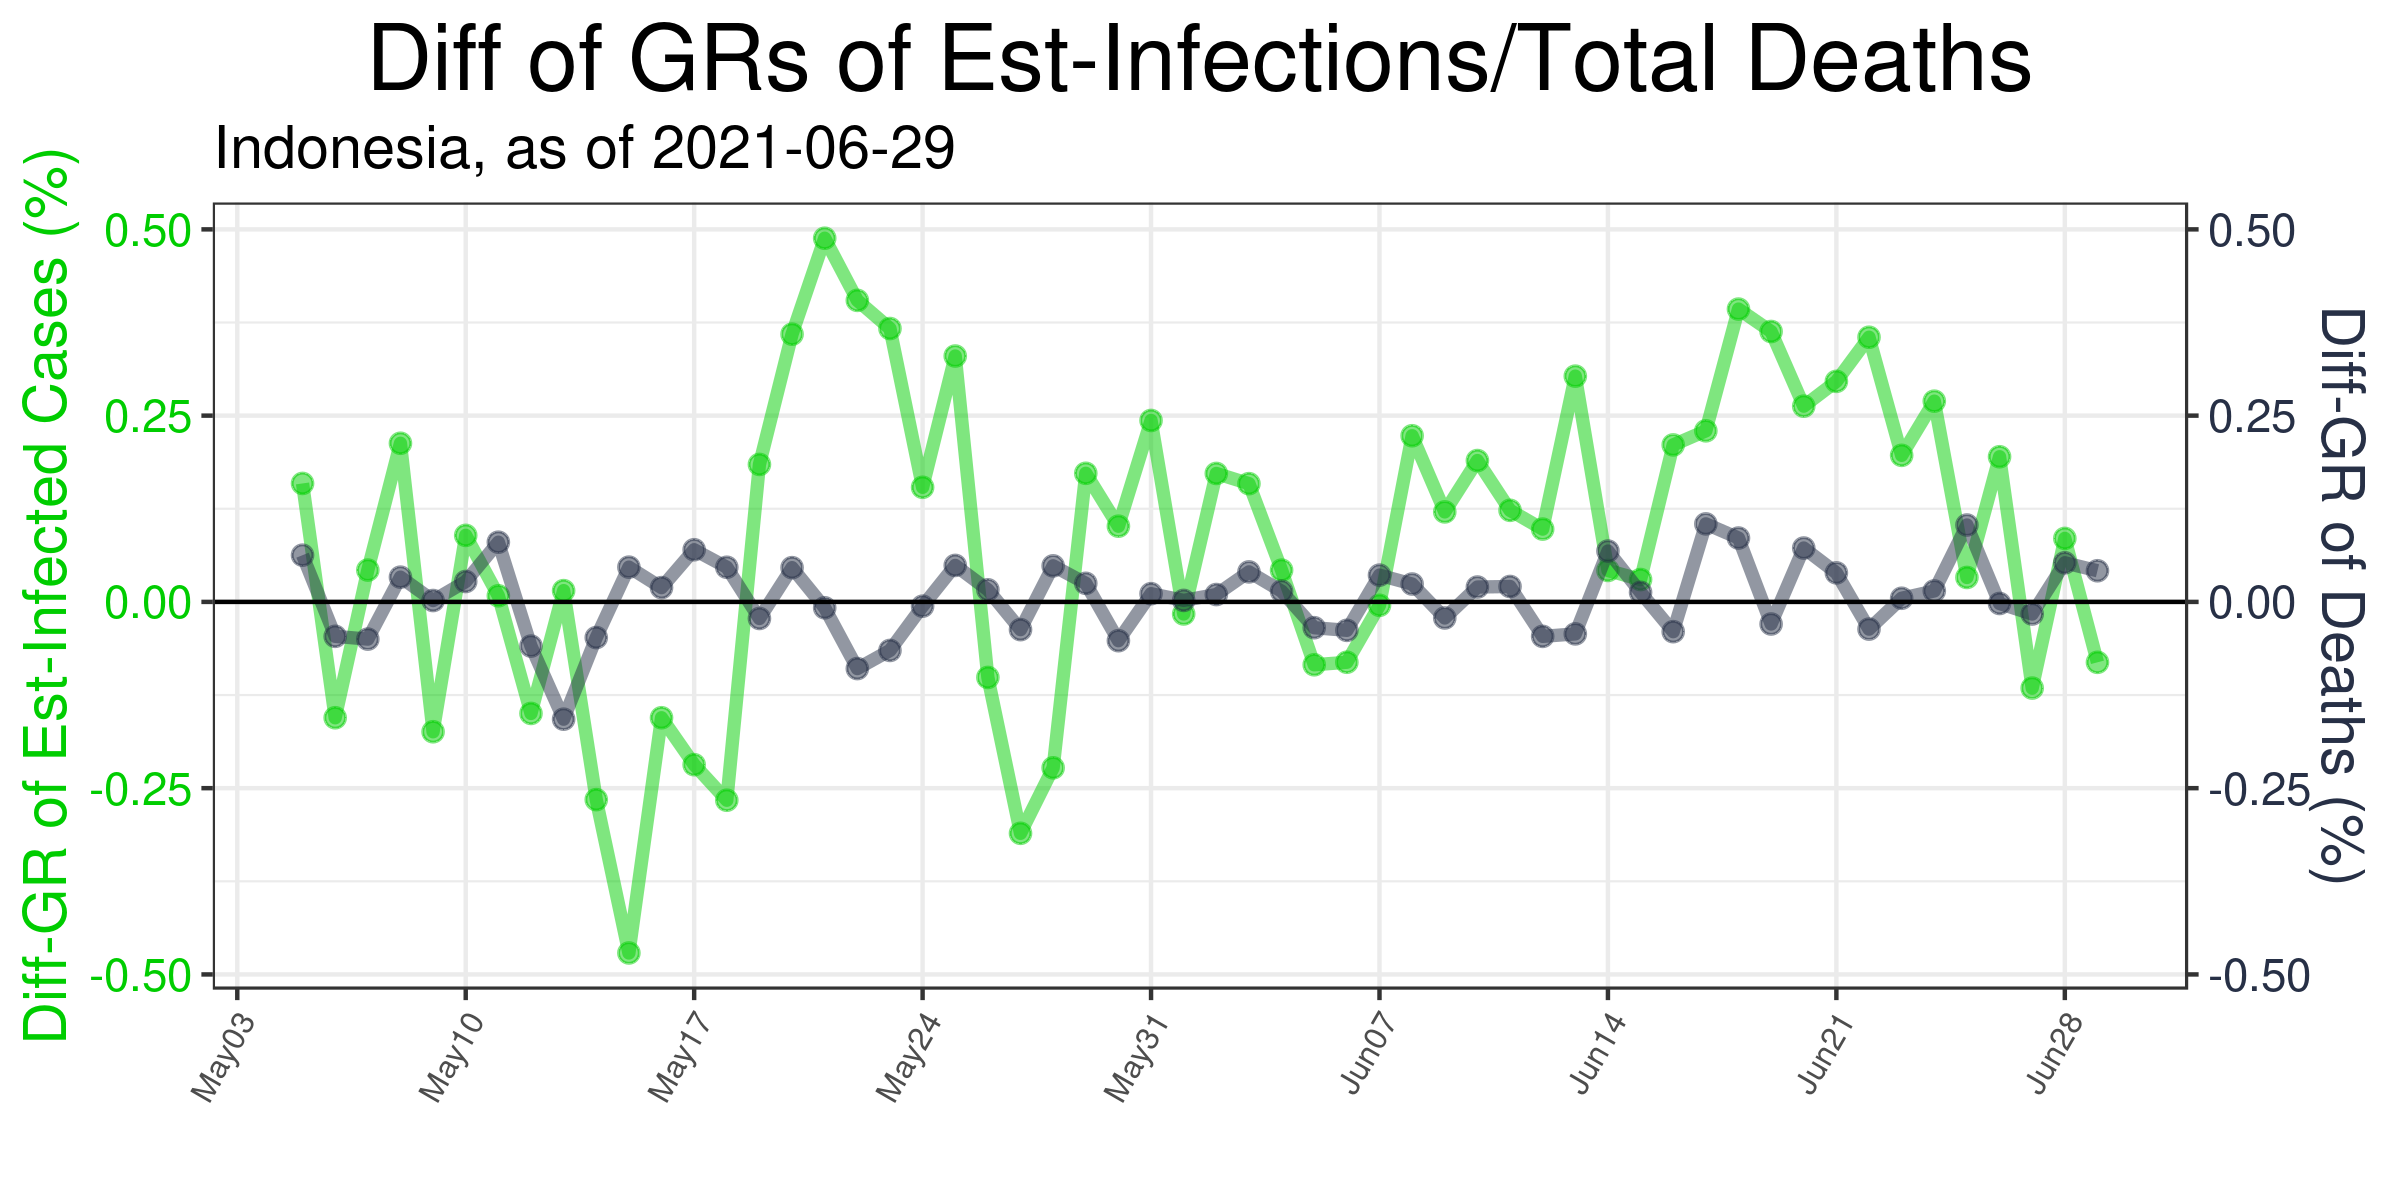 Diff of GRs of Est-Infections/Total Deaths
Indonesia, as of 2021-06-29
Diff-GR of Est-Infected Cases (%)
0.50
0.25
0.00
-0.25
-0.50
0.50
0.25
0.00
-0.25
-0.50
Diff-GR of Deaths (%)
May03
May10
May17
May24
May31
Jun07
Jun14
Jun21
Jun28